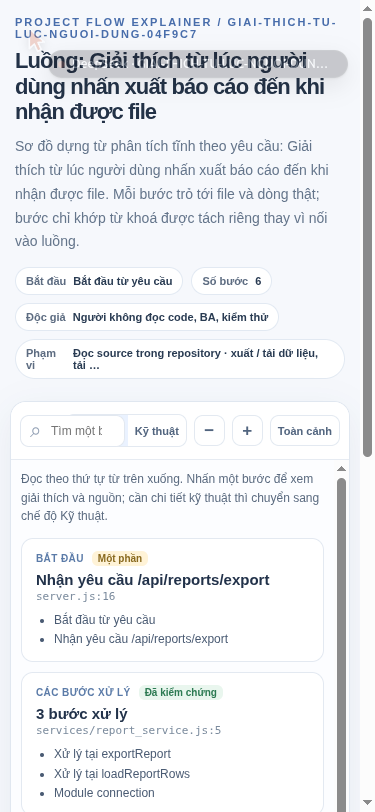 PROJECT FLOW EXPLAINER / GIAI-THICH-TU-
LUC-NGUOI-DUNG-04F9C7
Luồng: Giải thích từ lúc người
dùng nhấn xuất báo cáo đến khi
nhận được file
Sơ đồ dựng từ phân tích tĩnh theo yêu cầu: Giải
thích từ lúc người dùng nhấn xuất báo cáo đến khi
nhận được file. Mỗi bước trỏ tới file và dòng thật;
bước chỉ khớp từ khoá được tách riêng thay vì nối
vào luồng.
Bắt đầu Bắt đầu từ yêu cầu
Số bước 6
Độc giả Người không đọc code, BA, kiểm thử
Phạm vi Đọc source trong repository · xuất / tải dữ liệu, tải …
Tìm một b
Kỹ thuật
−
+
Toàn cảnh
Đọc theo thứ tự từ trên xuống. Nhấn một bước để xem
giải thích và nguồn; cần chi tiết kỹ thuật thì chuyển sang
chế độ Kỹ thuật.
BẮT ĐẦU Một phần
Nhận yêu cầu /api/reports/export
server.js:16
Bắt đầu từ yêu cầu
Nhận yêu cầu /api/reports/export
CÁC BƯỚC XỬ LÝ Đã kiểm chứng
3 bước xử lý
services/report_service.js:5
Xử lý tại exportReport
Xử lý tại loadReportRows
Module connection